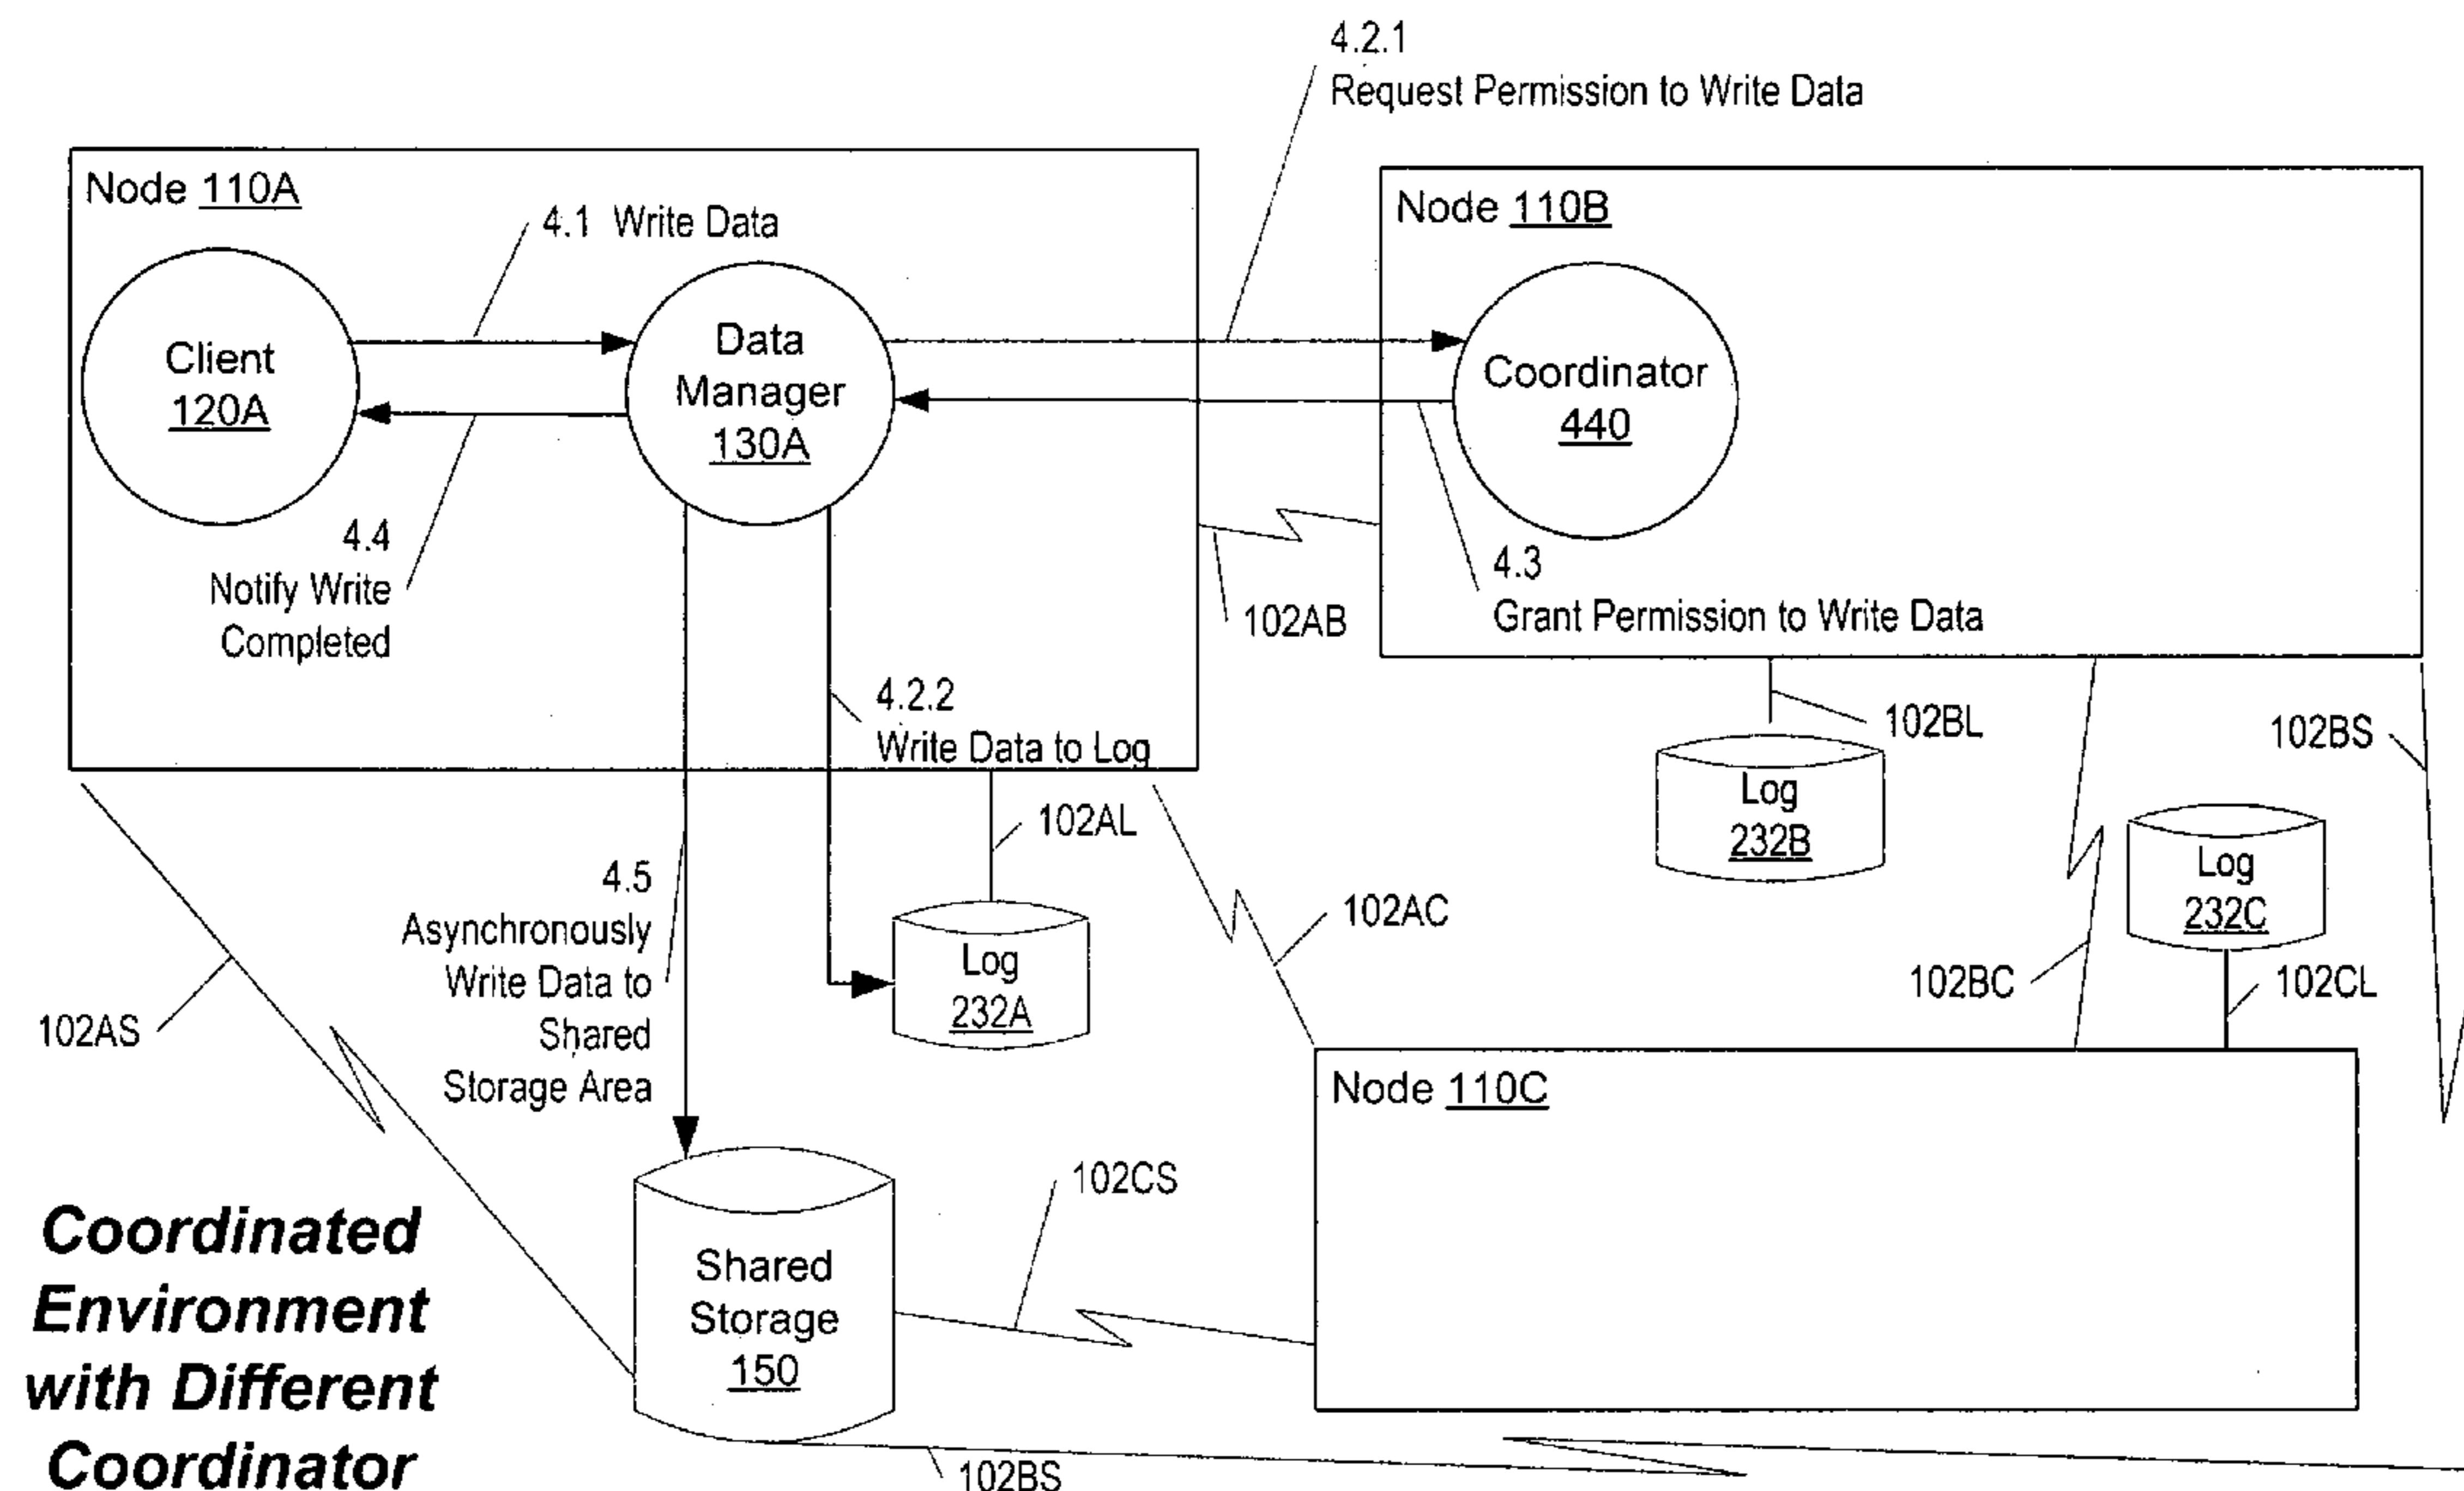 4.2.1
Request Permission to Write Data
Node 110A
4.1 Write Data
Node 110B
Client
120A
Data
Manager
130A
Coordinator
440
4.4
Notify Write
Completed
4.3
Grant Permission to Write Data
102AB
4.2.2
Write Data to Log
102BL
102BS
Log
232B
102AL
Log
232C
4.5
Asynchronously
Write Data to
Shared
Storage Area
102AC
Log
232A
102BC
102CL
102AS
Node 110C
102CS
Shared
Storage
150
Coordinated
Environment
with Different
Coordinator
102BS